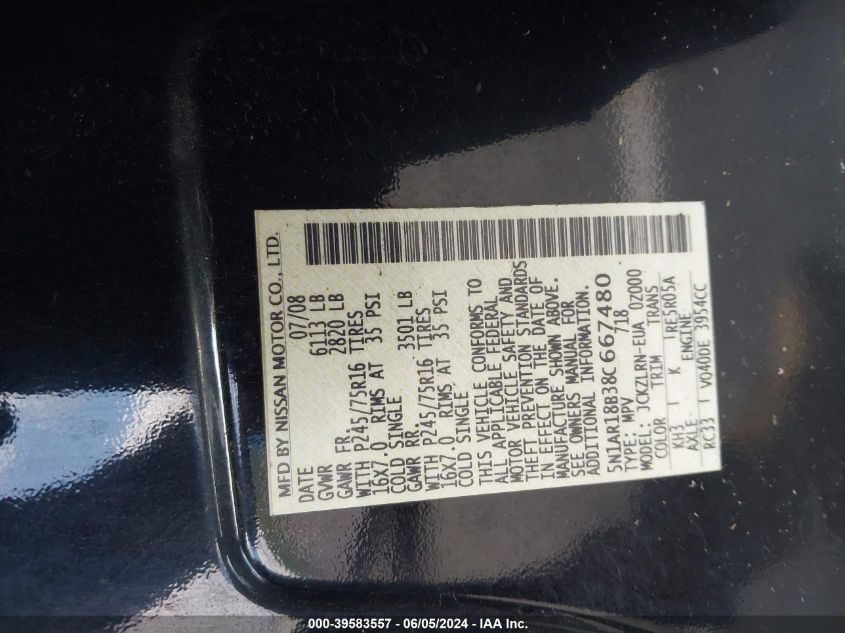 MFD BY NISSAN MOTOR CO., LTD.
DATE 07/08
GVWR 6113 LB
GAWR FR. 2820 LB
WITH P245/75R16 TIRES
16X7.0 RIMS AT 35 PSI
COLD SINGLE
GAWR RR. 3501 LB
WITH P245/75R16 TIRES
16X7.0 RIMS AT 35 PSI
COLD SINGLE
THIS VEHICLE CONFORMS TO
ALL APPLICABLE FEDERAL
MOTOR VEHICLE SAFETY AND
THEFT PREVENTION STANDARDS
IN EFFECT ON THE DATE OF
MANUFACTURE SHOWN ABOVE.
SEE OWNERS MANUAL FOR
ADDITIONAL INFORMATION.
5N1AR18B38C667480
TYPE: MPV 718
MODEL: JCKZLRN-EUA 0Z000
COLOR TRIM TRANS
KH3 K RE5R05A
AXLE ENGINE
RC33 VQ40DE 3954CC
000-39583557 - 06/05/2024 - IAA Inc.